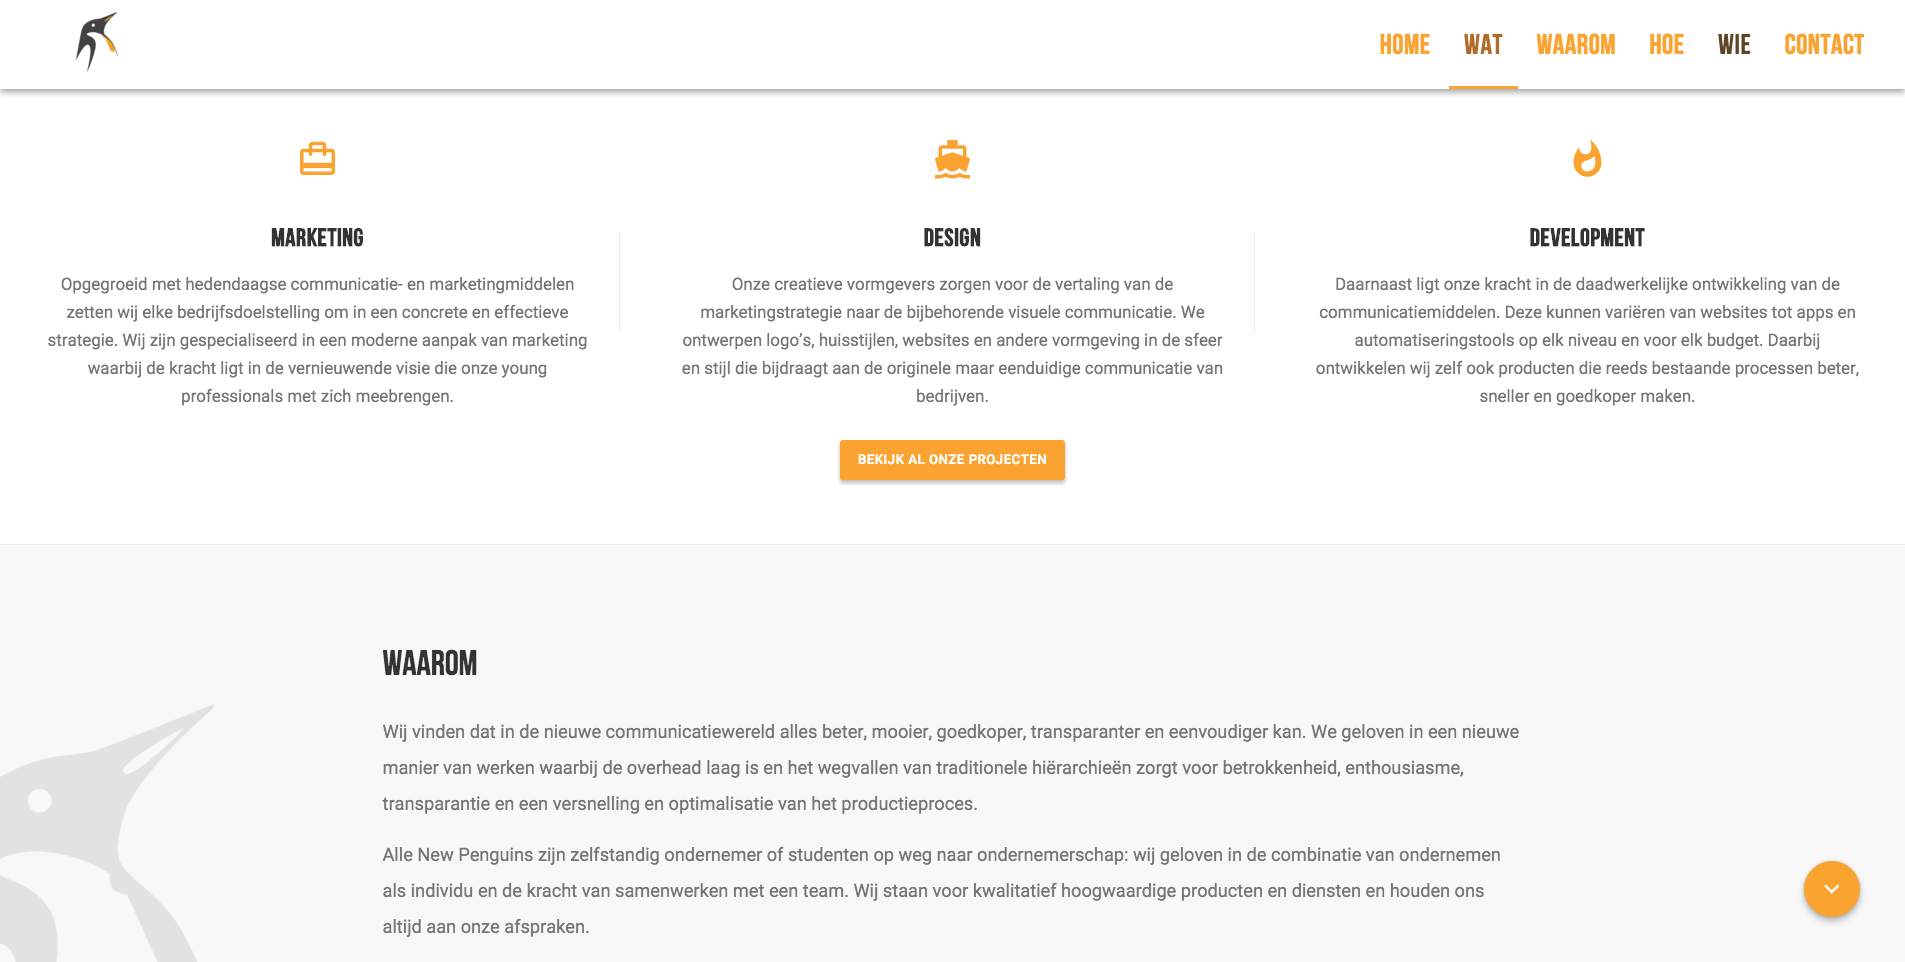 HOME WAT WAAROM HOE WIE CONTACT
MARKETING
Opgegroeid met hedendaagse communicatie- en marketingmiddelen
zetten wij elke bedrijfsdoelstelling om in een concrete en effectieve
strategie. Wij zijn gespecialiseerd in een moderne aanpak van marketing
waarbij de kracht ligt in de vernieuwende visie die onze young
professionals met zich meebrengen.
DESIGN
Onze creatieve vormgevers zorgen voor de vertaling van de
marketingstrategie naar de bijbehorende visuele communicatie. We
ontwerpen logo’s, huisstijlen, websites en andere vormgeving in de sfeer
en stijl die bijdraagt aan de originele maar eenduidige communicatie van
bedrijven.
DEVELOPMENT
Daarnaast ligt onze kracht in de daadwerkelijke ontwikkeling van de
communicatiemiddelen. Deze kunnen variëren van websites tot apps en
automatiseringstools op elk niveau en voor elk budget. Daarbij
ontwikkelen wij zelf ook producten die reeds bestaande processen beter,
sneller en goedkoper maken.
BEKIJK AL ONZE PROJECTEN
WAAROM
Wij vinden dat in de nieuwe communicatiewereld alles beter, mooier, goedkoper, transparanter en eenvoudiger kan. We geloven in een nieuwe
manier van werken waarbij de overhead laag is en het wegvallen van traditionele hiërarchieën zorgt voor betrokkenheid, enthousiasme,
transparantie en een versnelling en optimalisatie van het productieproces.
Alle New Penguins zijn zelfstandig ondernemer of studenten op weg naar ondernemerschap: wij geloven in de combinatie van ondernemen
als individu en de kracht van samenwerken met een team. Wij staan voor kwalitatief hoogwaardige producten en diensten en houden ons
altijd aan onze afspraken.